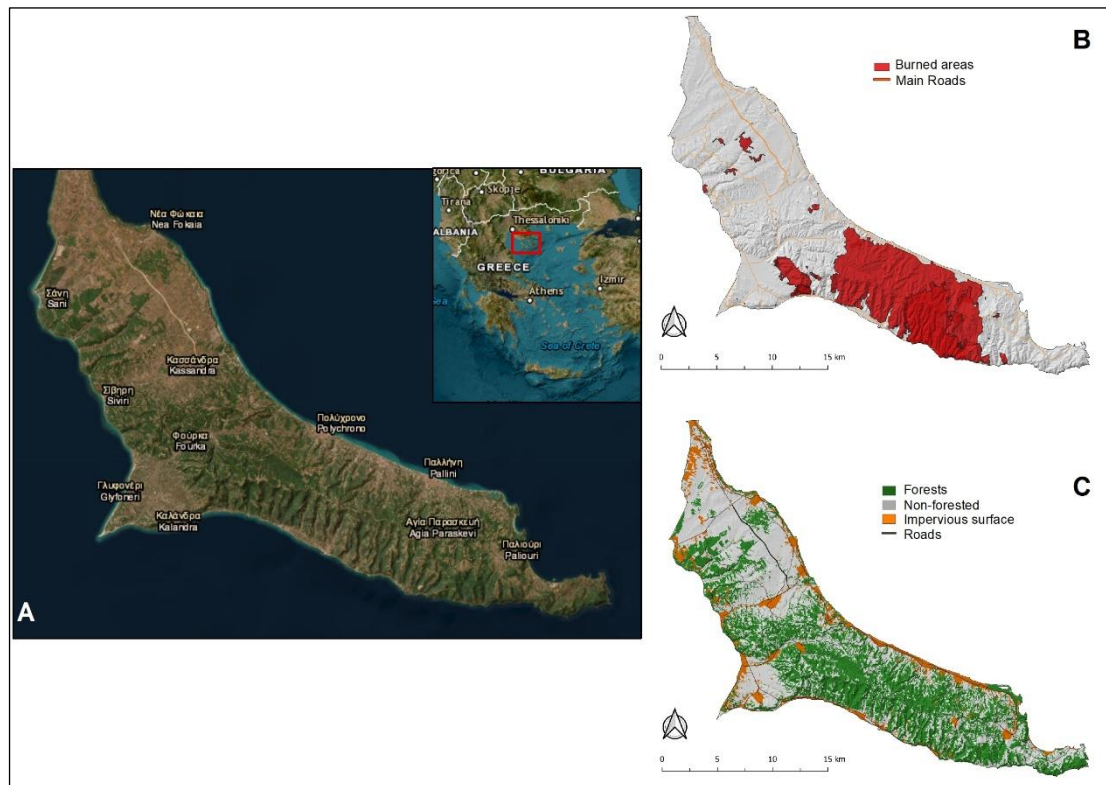 B
Burned areas
Main Roads
0 5 10 15 km
BULGARIA
Skopje
Tirana
ALBANIA
Thessaloniki
GREECE
Izmir
Athens
Sea of Crete
Νέα Φώκαια
Nea Fokaia
Σάνη
Sani
Κασσάνδρα
Kassandra
Σίβηρη
Siviri
Πολύχρονο
Polychrono
Φούρκα
Fourka
Παλλήνη
Pallini
Γλυφονέρι
Glyfoneri
Καλάνδρα
Kalandra
Αγία Παρασκευή
Agia Paraskevi
Παλιούρι
Paliouri
A
C
Forests
Non-forested
Impervious surface
Roads
0 5 10 15 km